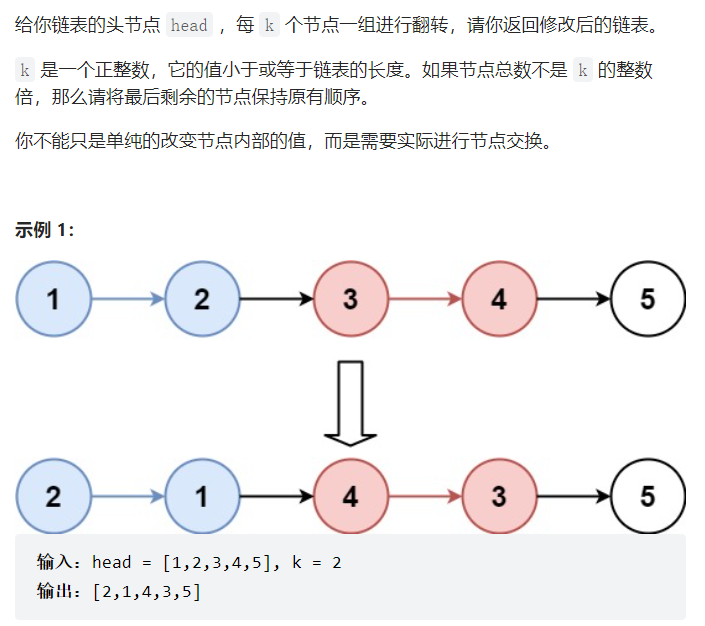 给你链表的头节点 head ，每 k 个节点一组进行翻转，请你返回修改后的链表。
k 是一个正整数，它的值小于或等于链表的长度。如果节点总数不是 k 的整数
倍，那么请将最后剩余的节点保持原有顺序。
你不能只是单纯的改变节点内部的值，而是需要实际进行节点交换。
示例 1：
1 2 3 4 5
2 1 4 3 5
输入：head = [1,2,3,4,5], k = 2
输出：[2,1,4,3,5]